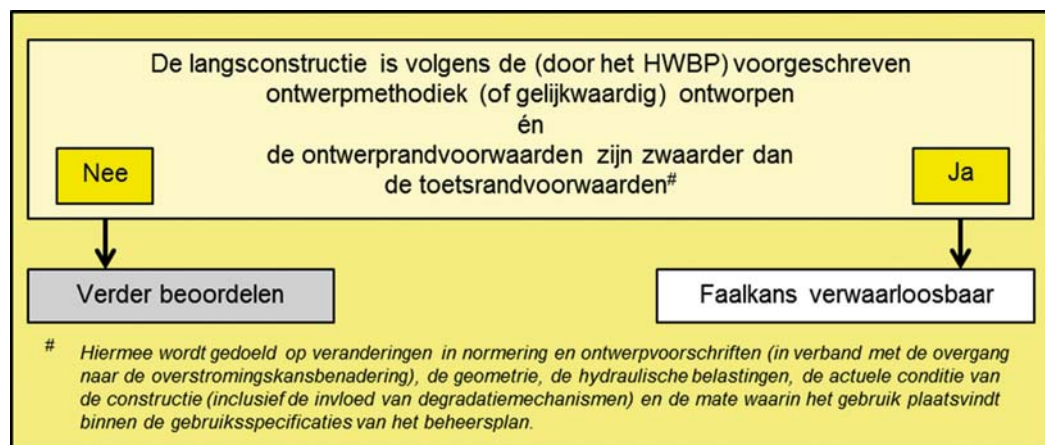 De langsconstructie is volgens de (door het HWBP) voorgeschreven
ontwerpmethodiek (of gelijkwaardig) ontworpen
én
de ontwerprandvoorwaarden zijn zwaarder dan
de toetsrandvoorwaarden#
Nee
Ja
Verder beoordelen
Faalkans verwaarloosbaar
# Hiermee wordt gedoeld op veranderingen in normering en ontwerpvoorschriften (in verband met de overgang
naar de overstromingskansbenadering), de geometrie, de hydraulische belastingen, de actuele conditie van
de constructie (inclusief de invloed van degradatiemechanismen) en de mate waarin het gebruik plaatsvindt
binnen de gebruiksspecificaties van het beheersplan.